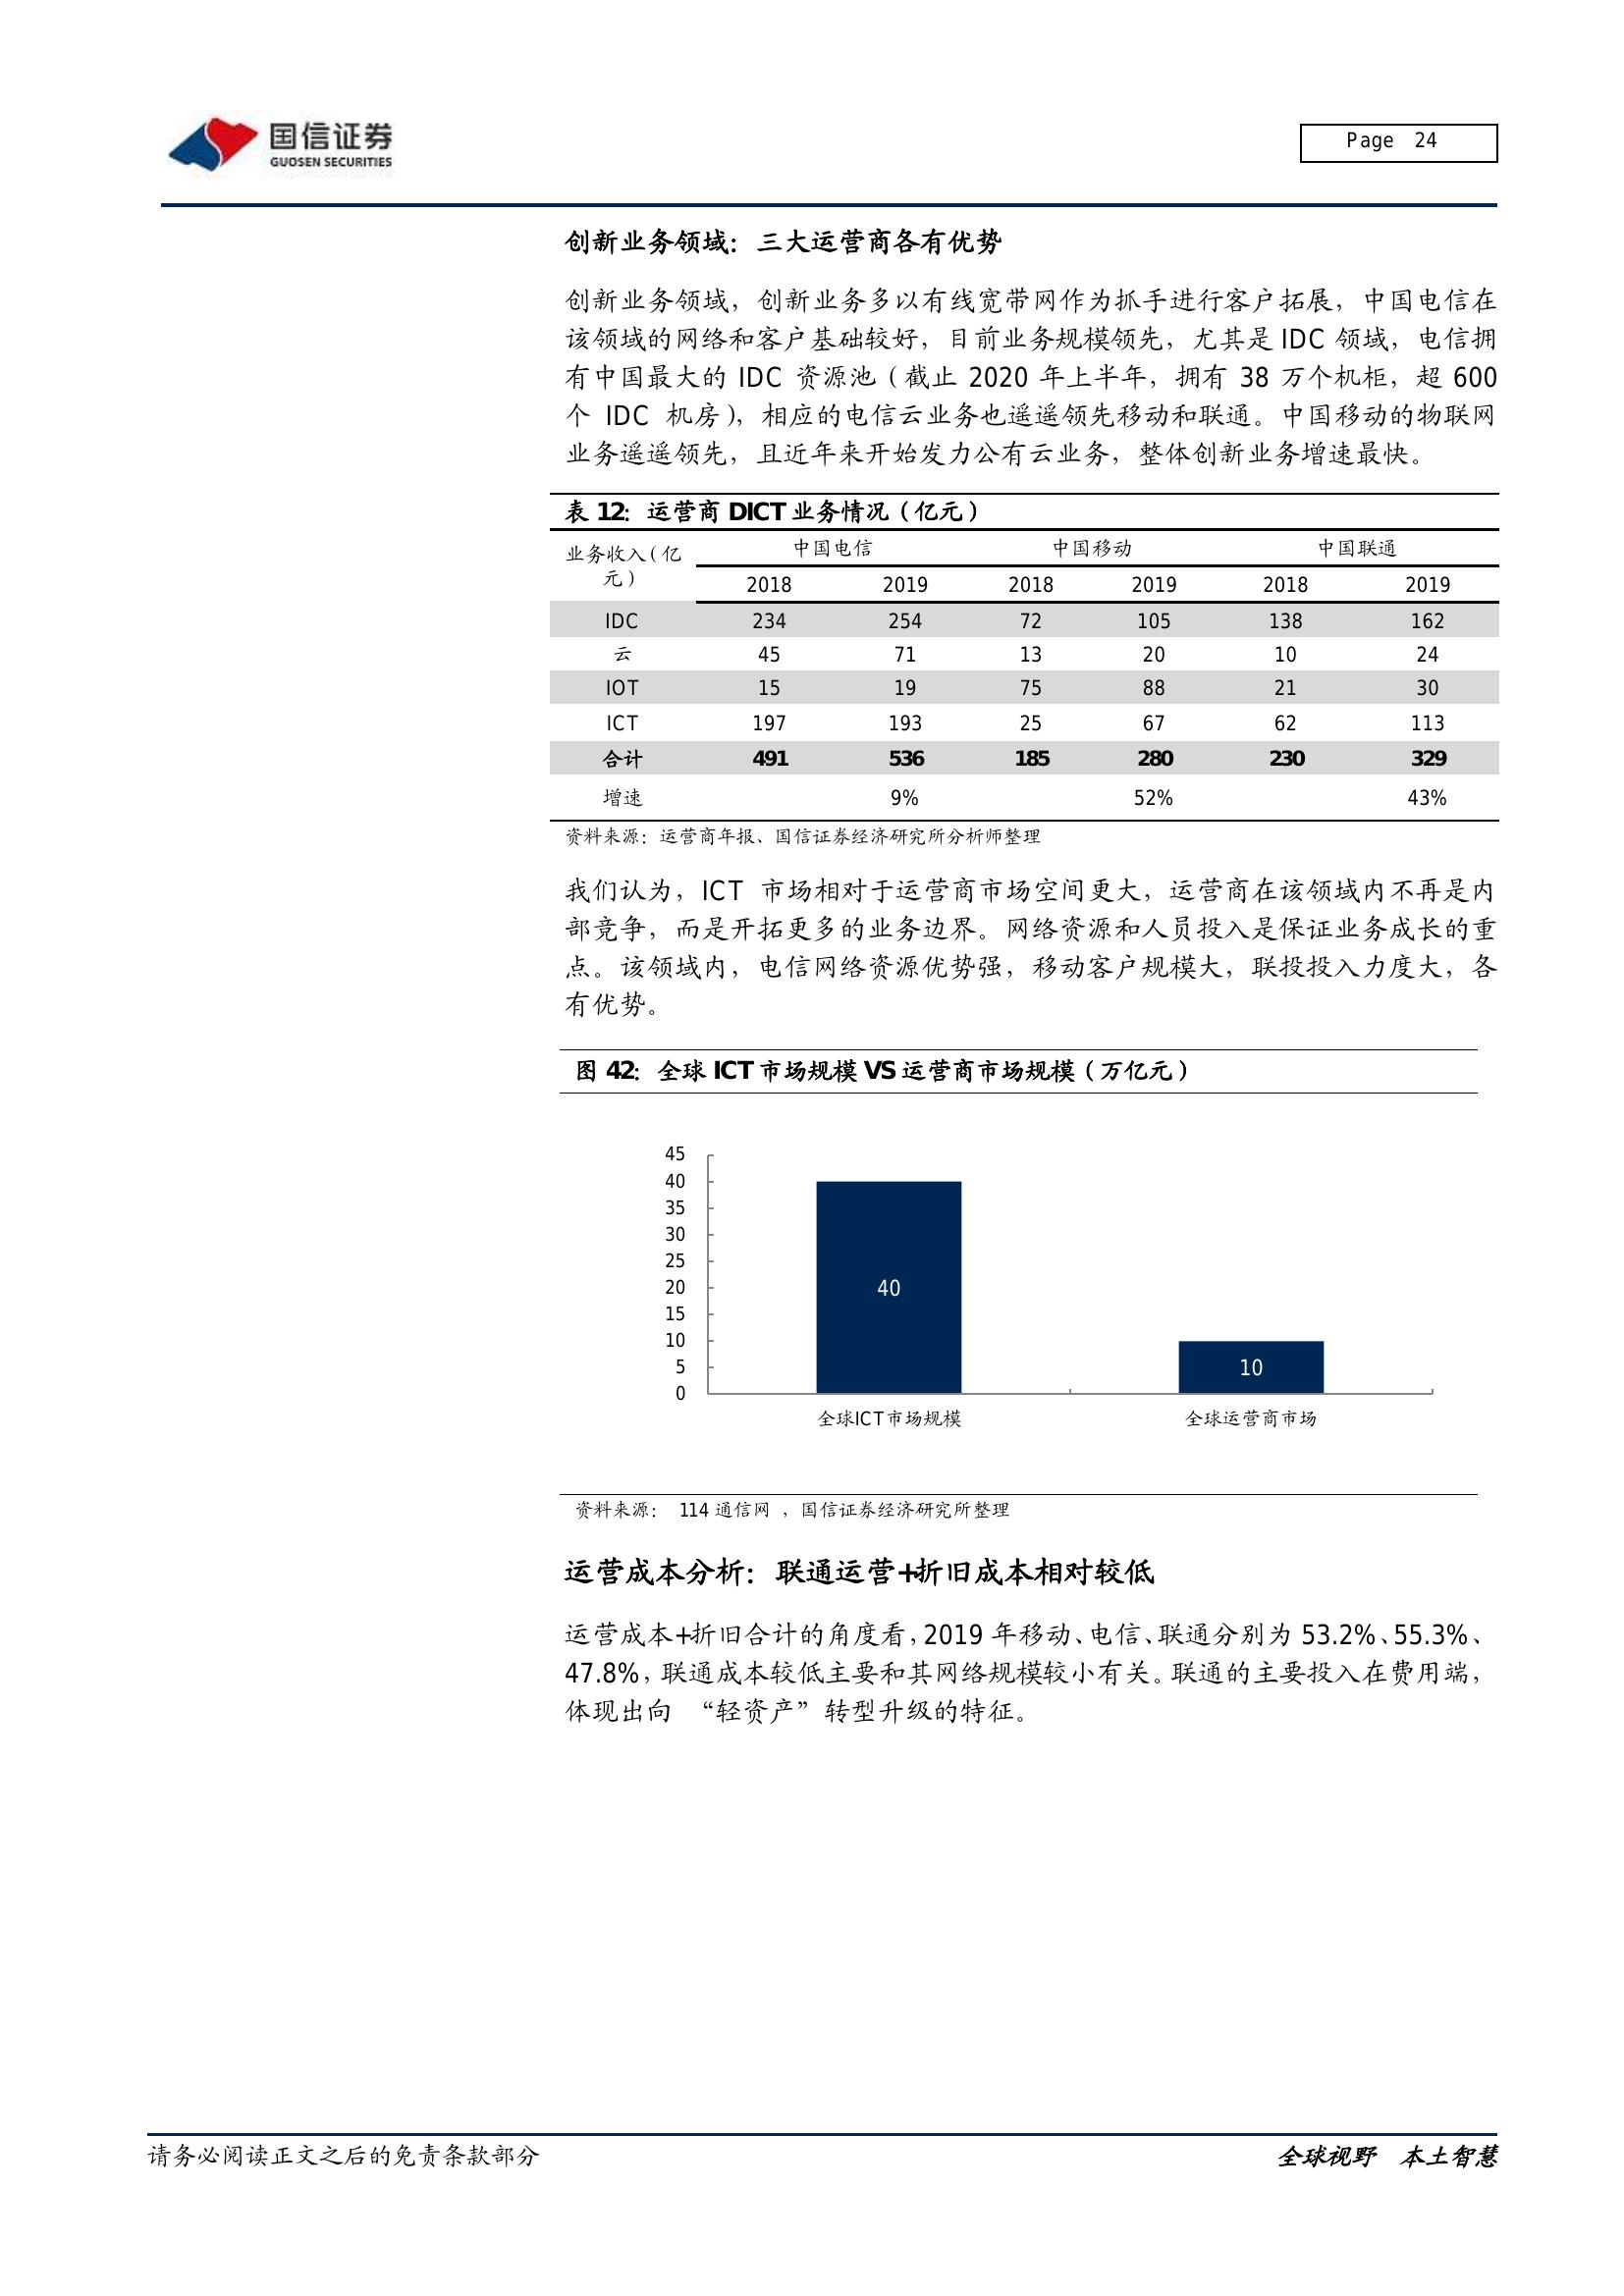 国信证券
GUOSEN SECURITIES
Page 24
创新业务领域：三大运营商各有优势
创新业务领域，创新业务多以有线宽带网作为抓手进行客户拓展，中国电信在
该领域的网络和客户基础较好，目前业务规模领先，尤其是 IDC 领域，电信拥
有中国最大的 IDC 资源池（截止 2020 年上半年，拥有 38 万个机柜，超 600
个 IDC 机房），相应的电信云业务也遥遥领先移动和联通。中国移动的物联网
业务遥遥领先，且近年来开始发力公有云业务，整体创新业务增速最快。
表 12：运营商 DICT 业务情况（亿元）
业务收入（亿元） 中国电信 中国移动 中国联通
2018 2019 2018 2019 2018 2019
IDC 234 254 72 105 138 162
云 45 71 13 20 10 24
IOT 15 19 75 88 21 30
ICT 197 193 25 67 62 113
合计 491 536 185 280 230 329
增速 9% 52% 43%
资料来源：运营商年报、国信证券经济研究所分析师整理
我们认为，ICT 市场相对于运营商市场空间更大，运营商在该领域内不再是内
部竞争，而是开拓更多的业务边界。网络资源和人员投入是保证业务成长的重
点。该领域内，电信网络资源优势强，移动客户规模大，联投投入力度大，各
有优势。
图 42：全球 ICT 市场规模 VS 运营商市场规模（万亿元）
45
40
35
30
25
20
15
10
5
0
40
10
全球ICT市场规模 全球运营商市场
资料来源： 114 通信网 ，国信证券经济研究所整理
运营成本分析：联通运营+折旧成本相对较低
运营成本+折旧合计的角度看，2019 年移动、电信、联通分别为 53.2%、55.3%、
47.8%，联通成本较低主要和其网络规模较小有关。联通的主要投入在费用端，
体现出向 “轻资产”转型升级的特征。
请务必阅读正文之后的免责条款部分
全球视野 本土智慧